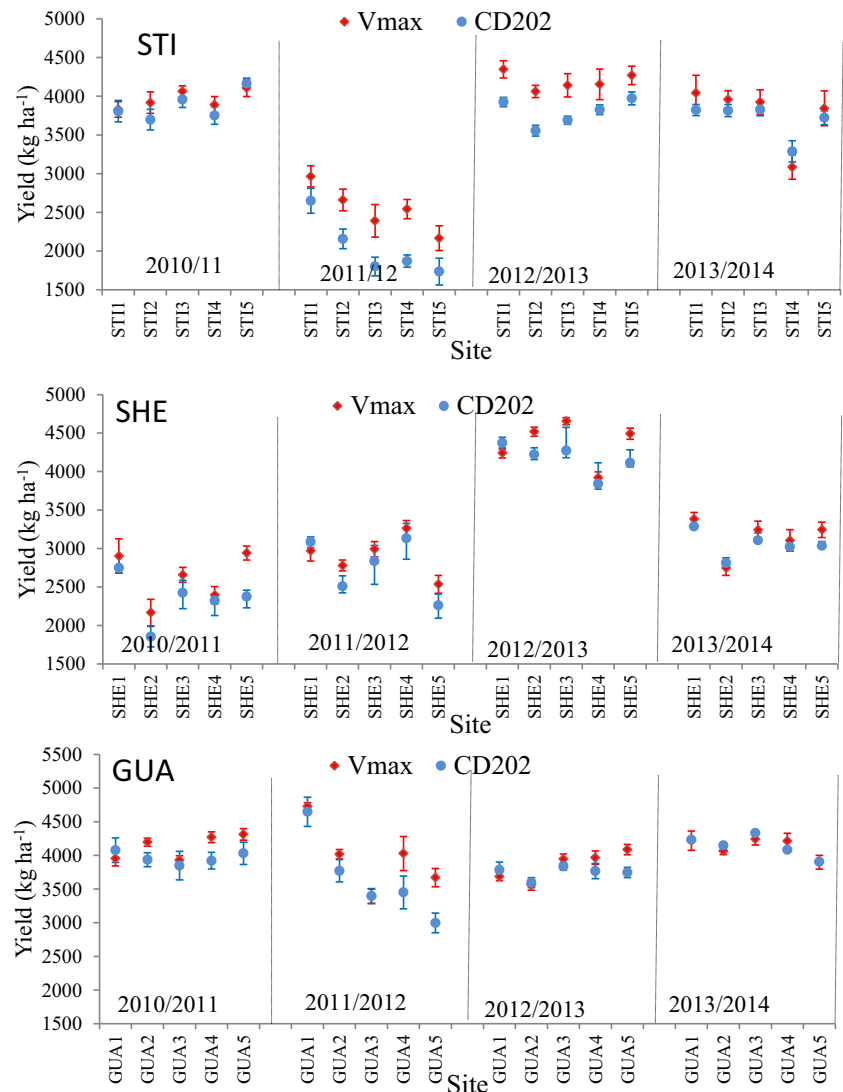 STI
Vmax CD202
Yield (kg ha-1)
5000
4500
4000
3500
3000
2500
2000
1500
2010/11
2011/12
2012/2013
2013/2014
STI1 STI2 STI3 STI4 STI5 STI1 STI2 STI3 STI4 STI5 STI1 STI2 STI3 STI4 STI5 STI1 STI2 STI3 STI4 STI5
Site
SHE
Vmax CD202
Yield (kg ha-1)
5000
4500
4000
3500
3000
2500
2000
1500
2010/2011
2011/2012
2012/2013
2013/2014
SHE1 SHE2 SHE3 SHE4 SHE5 SHE1 SHE2 SHE3 SHE4 SHE5 SHE1 SHE2 SHE3 SHE4 SHE5 SHE1 SHE2 SHE3 SHE4 SHE5
Site
GUA
Vmax CD202
Yield (kg ha-1)
5500
5000
4500
4000
3500
3000
2500
2000
1500
2010/2011
2011/2012
2012/2013
2013/2014
GUA1 GUA2 GUA3 GUA4 GUA5 GUA1 GUA2 GUA3 GUA4 GUA5 GUA1 GUA2 GUA3 GUA4 GUA5 GUA1 GUA2 GUA3 GUA4 GUA5
Site